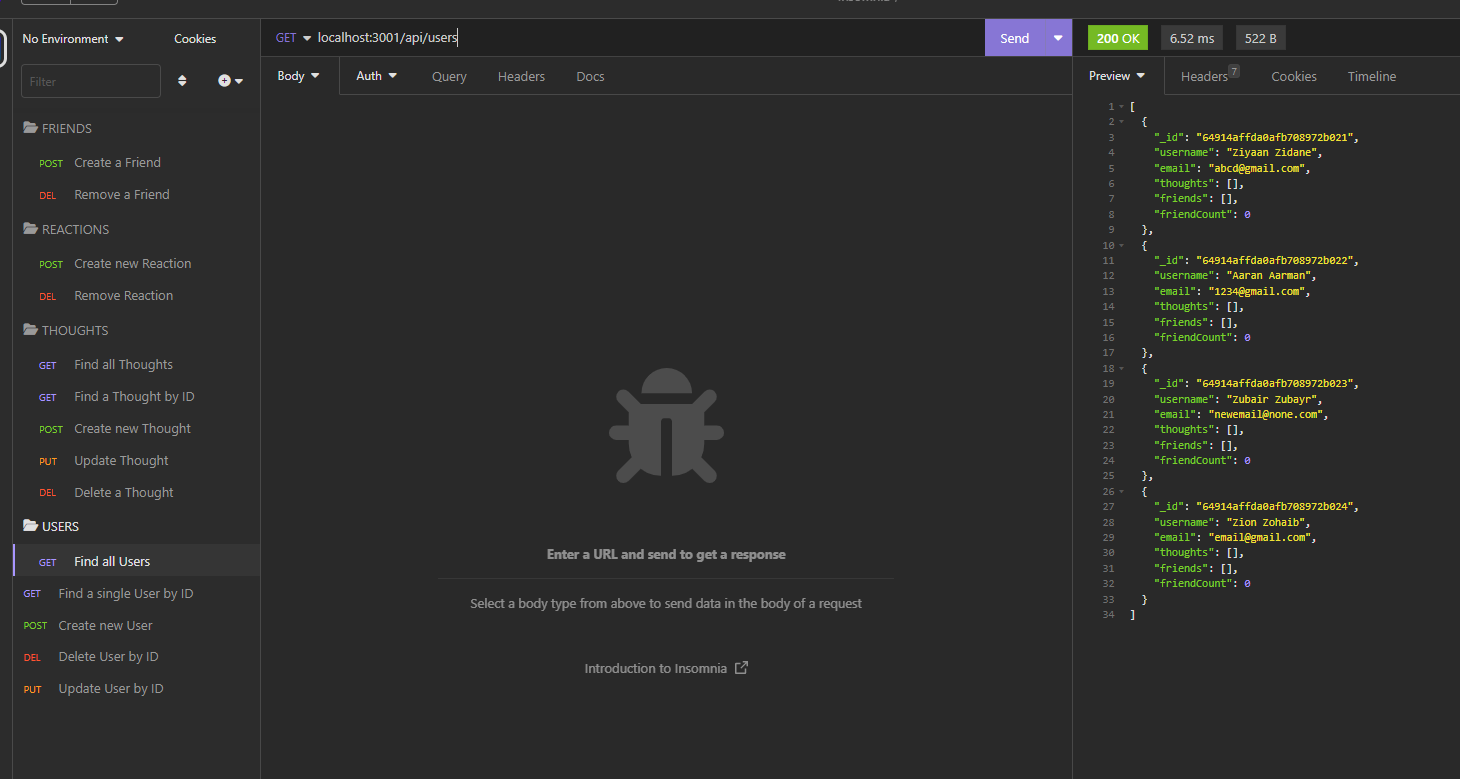 No Environment
Cookies
Filter
FRIENDS
POST Create a Friend
DEL Remove a Friend
REACTIONS
POST Create new Reaction
DEL Remove Reaction
THOUGHTS
GET Find all Thoughts
GET Find a Thought by ID
POST Create new Thought
PUT Update Thought
DEL Delete a Thought
USERS
GET Find all Users
GET Find a single User by ID
POST Create new User
DEL Delete User by ID
PUT Update User by ID
GET localhost:3001/api/users
Send
Body Auth Query Headers Docs
Enter a URL and send to get a response
Select a body type from above to send data in the body of a request
Introduction to Insomnia
200 OK 6.52 ms 522 B
Preview Headers 7 Cookies Timeline
1 [
2 {
3 "_id": "64914affda0afb708972b021",
4 "username": "Ziyaan Zidane",
5 "email": "abcd@gmail.com",
6 "thoughts": [],
7 "friends": [],
8 "friendCount": 0
9 },
10 {
11 "_id": "64914affda0afb708972b022",
12 "username": "Aaran Aarman",
13 "email": "1234@gmail.com",
14 "thoughts": [],
15 "friends": [],
16 "friendCount": 0
17 },
18 {
19 "_id": "64914affda0afb708972b023",
20 "username": "Zubair Zubayr",
21 "email": "newemail@none.com",
22 "thoughts": [],
23 "friends": [],
24 "friendCount": 0
25 },
26 {
27 "_id": "64914affda0afb708972b024",
28 "username": "Zion Zohaib",
29 "email": "email@gmail.com",
30 "thoughts": [],
31 "friends": [],
32 "friendCount": 0
33 }
34 ]